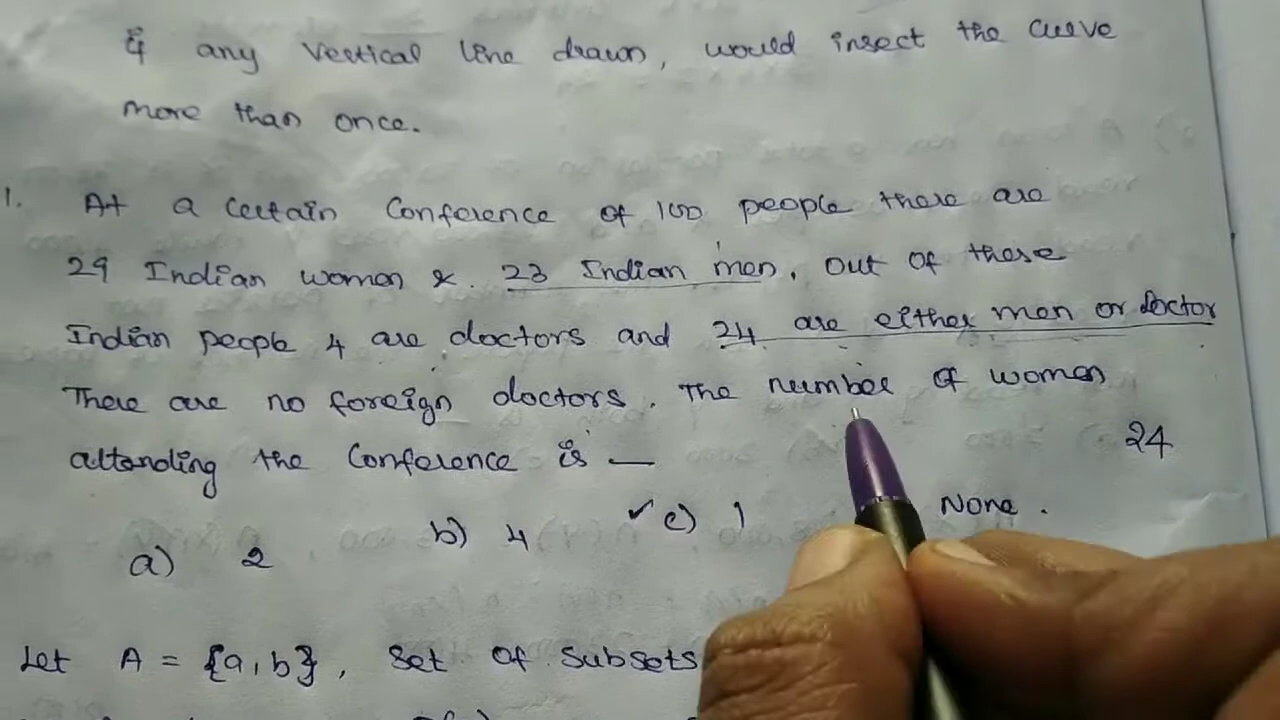 if any vertical line drawn, would insect the curve
more than once.
1. At a certain Conference of 100 people there are
29 Indian women &. 23 Indian men. Out of these
Indian people 4 are doctors and 24 are either men or doctor
There are no foreign doctors. The number of women
attending the Conference is —
24
a) 2 b) 4 ✓c) 1 None.
Let A = {a, b}, Set of Subsets